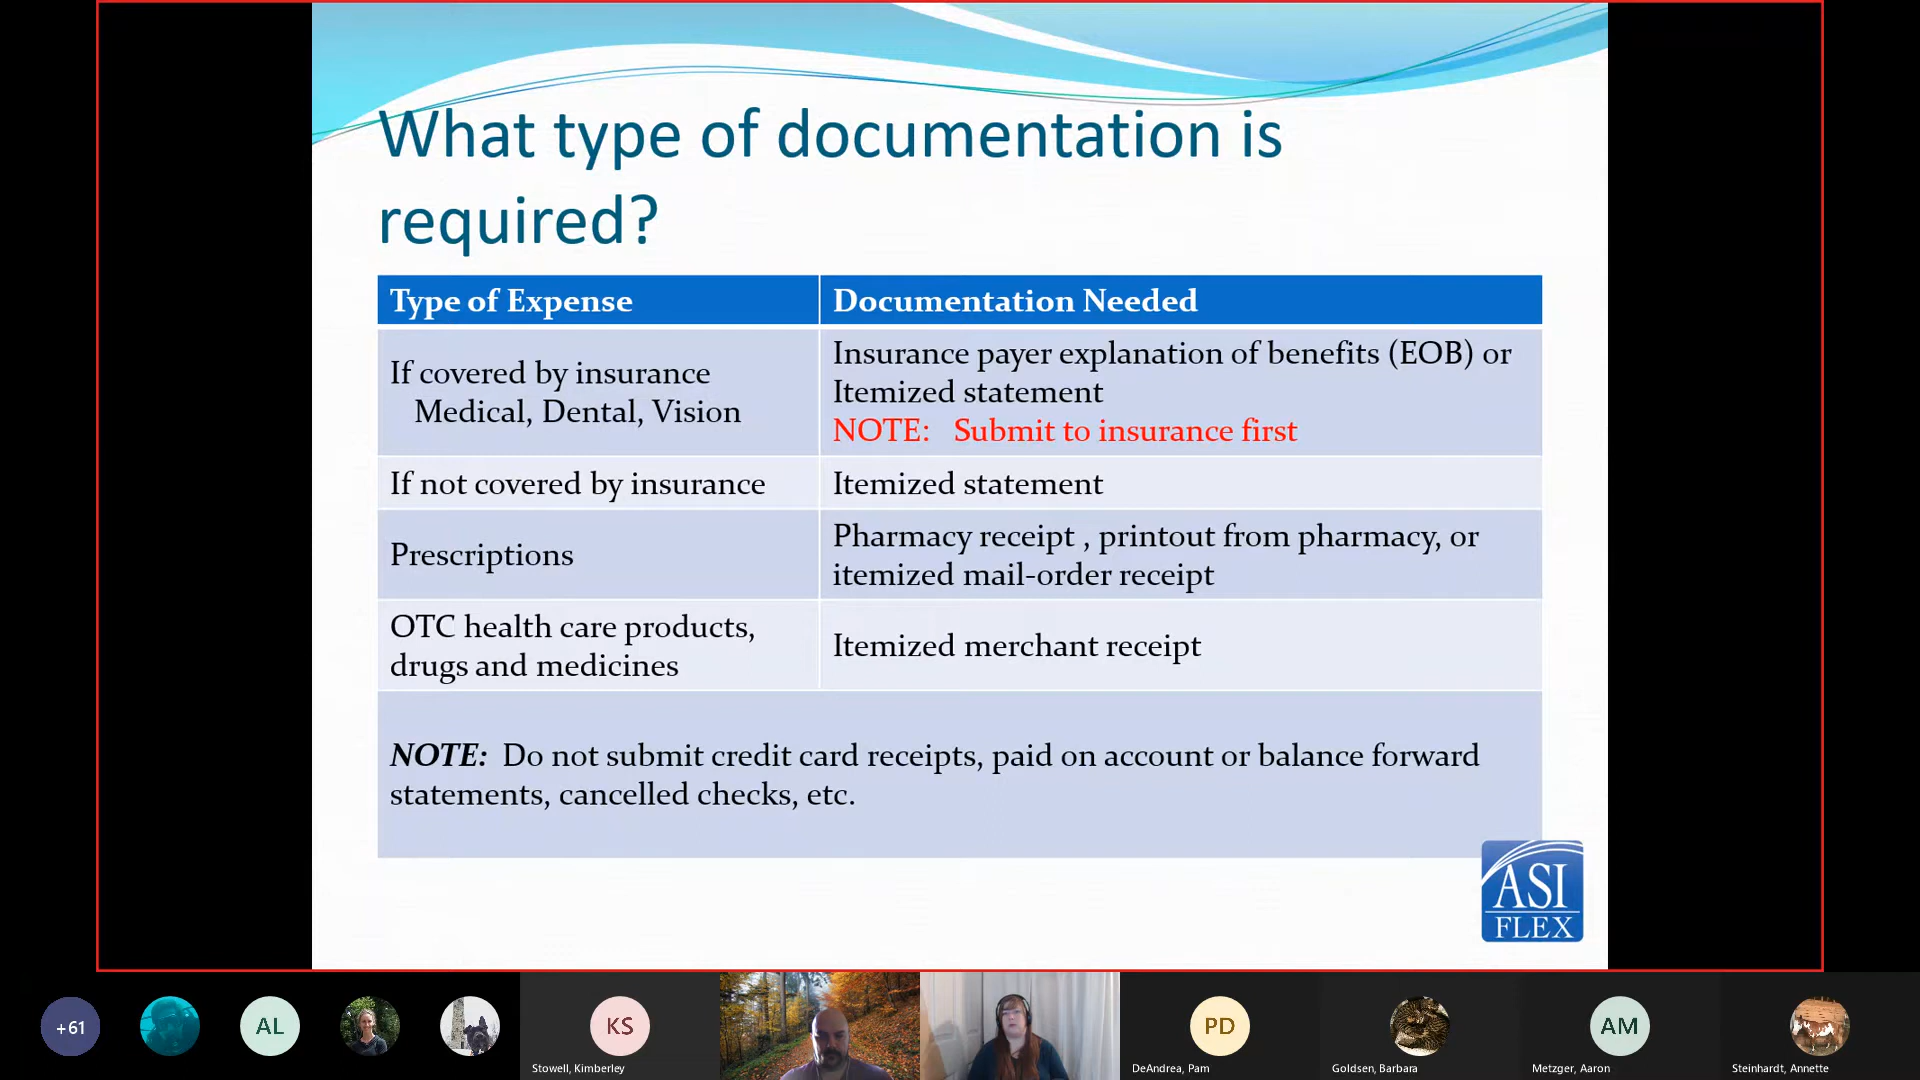 What type of documentation is
required?
Type of Expense
Documentation Needed
If covered by insurance
Medical, Dental, Vision
Insurance payer explanation of benefits (EOB) or
Itemized statement
NOTE: Submit to insurance first
If not covered by insurance
Itemized statement
Prescriptions
Pharmacy receipt , printout from pharmacy, or
itemized mail-order receipt
OTC health care products,
drugs and medicines
Itemized merchant receipt
NOTE: Do not submit credit card receipts, paid on account or balance forward
statements, cancelled checks, etc.
ASI
FLEX
+61
AL
KS
Stowell, Kimberley
PD
DeAndrea, Pam
Goldsen, Barbara
AM
Metzger, Aaron
Steinhardt, Annette